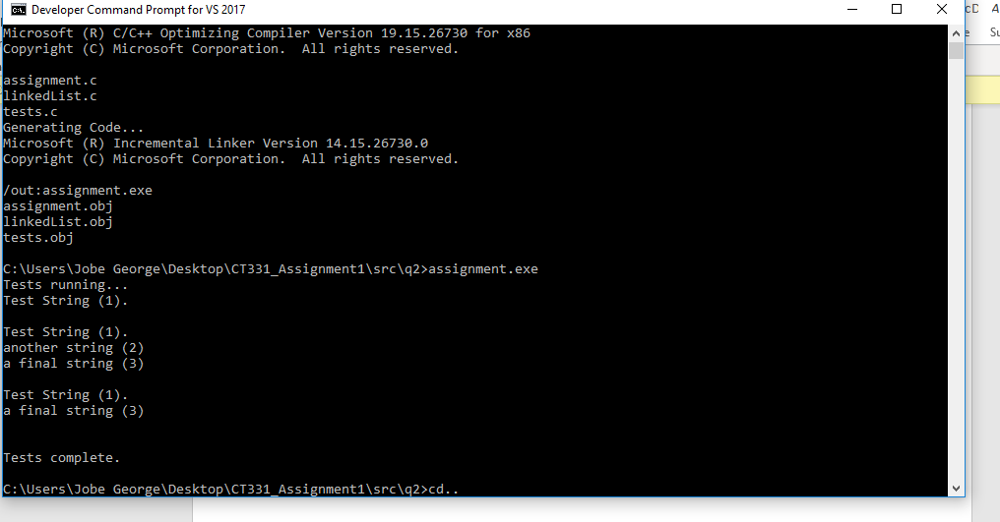 Developer Command Prompt for VS 2017
Microsoft (R) C/C++ Optimizing Compiler Version 19.15.26730 for x86
Copyright (C) Microsoft Corporation.  All rights reserved.
assignment.c
linkedList.c
tests.c
Generating Code...
Microsoft (R) Incremental Linker Version 14.15.26730.0
Copyright (C) Microsoft Corporation.  All rights reserved.
/out:assignment.exe
assignment.obj
linkedList.obj
tests.obj
C:\Users\Jobe George\Desktop\CT331_Assignment1\src\q2>assignment.exe
Tests running...
Test String (1).
Test String (1).
another string (2)
a final string (3)
Test String (1).
a final string (3)
Tests complete.
C:\Users\Jobe George\Desktop\CT331_Assignment1\src\q2>cd..